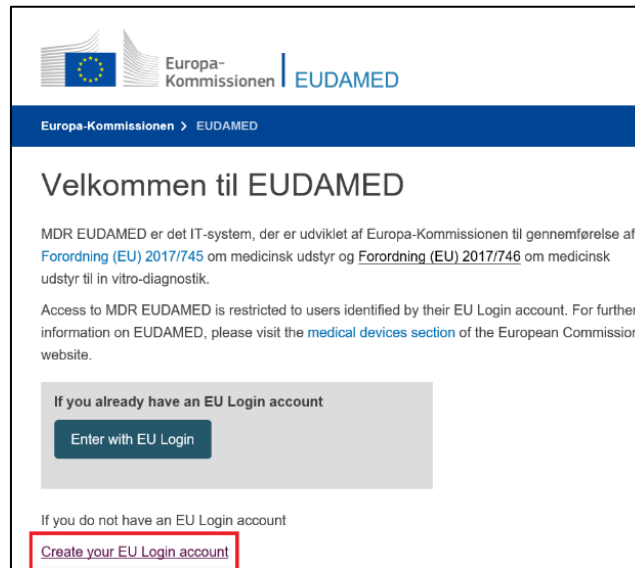 Europa-
Kommissionen
EUDAMED
Europa-Kommissionen > EUDAMED
Velkommen til EUDAMED
MDR EUDAMED er det IT-system, der er udviklet af Europa-Kommissionen til gennemførelse af
Forordning (EU) 2017/745 om medicinsk udstyr og Forordning (EU) 2017/746 om medicinsk
udstyr til in vitro-diagnostik.
Access to MDR EUDAMED is restricted to users identified by their EU Login account. For further
information on EUDAMED, please visit the medical devices section of the European Commission
website.
If you already have an EU Login account
Enter with EU Login
If you do not have an EU Login account
Create your EU Login account